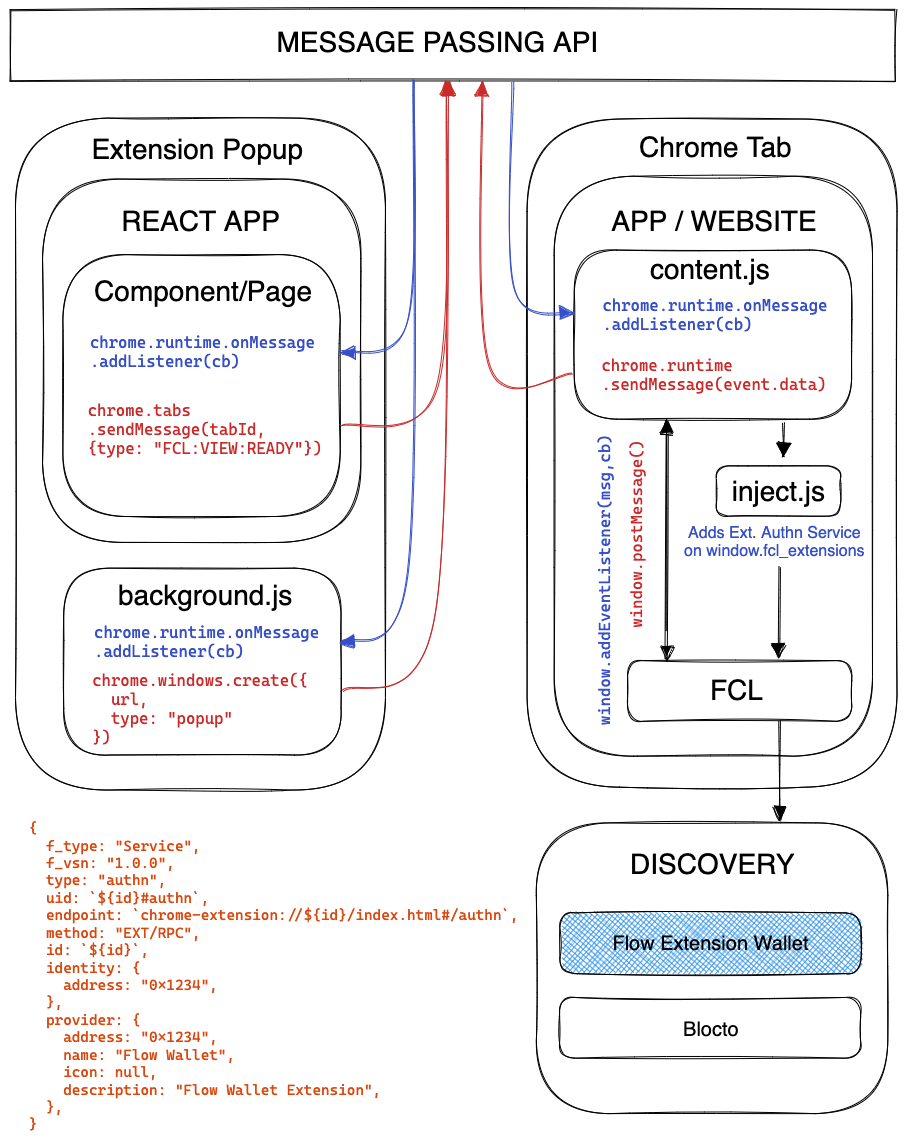 MESSAGE PASSING API
Extension Popup
REACT APP
Component/Page
chrome.runtime.onMessage
.addListener(cb)
chrome.tabs
.sendMessage(tabId,
{type: "FCL:VIEW:READY"})
background.js
chrome.runtime.onMessage
.addListener(cb)
chrome.windows.create({
url,
type: "popup"
})
Chrome Tab
APP / WEBSITE
content.js
chrome.runtime.onMessage
.addListener(cb)
chrome.runtime
.sendMessage(event.data)
window.addEventListener(msg,cb)
window.postMessage()
inject.js
Adds Ext. Authn Service
on window.fcl_extensions
FCL
{
f_type: "Service",
f_vsn: "1.0.0",
type: "authn",
uid: `${id}#authn`,
endpoint: `chrome-extension://${id}/index.html#/authn`,
method: "EXT/RPC",
id: `${id}`,
identity: {
address: "0×1234",
},
provider: {
address: "0×1234",
name: "Flow Wallet",
icon: null,
description: "Flow Wallet Extension",
},
}
DISCOVERY
Flow Extension Wallet
Blocto